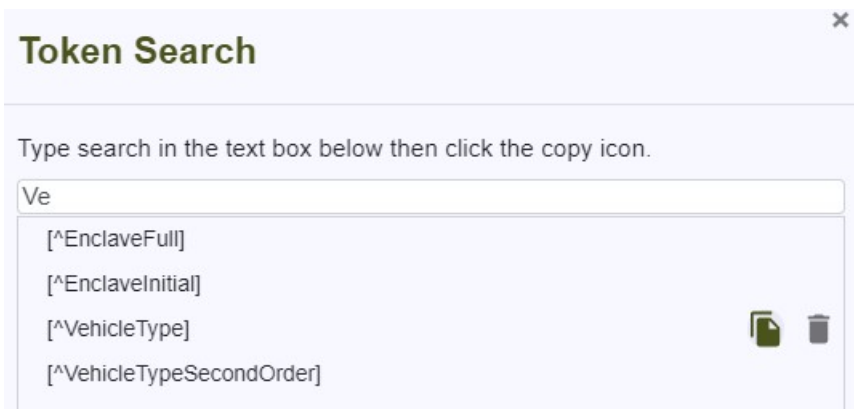 Token Search
Type search in the text box below then click the copy icon.
Ve
[^EnclaveFull]
[^EnclaveInitial]
[^VehicleType]
[^VehicleTypeSecondOrder]